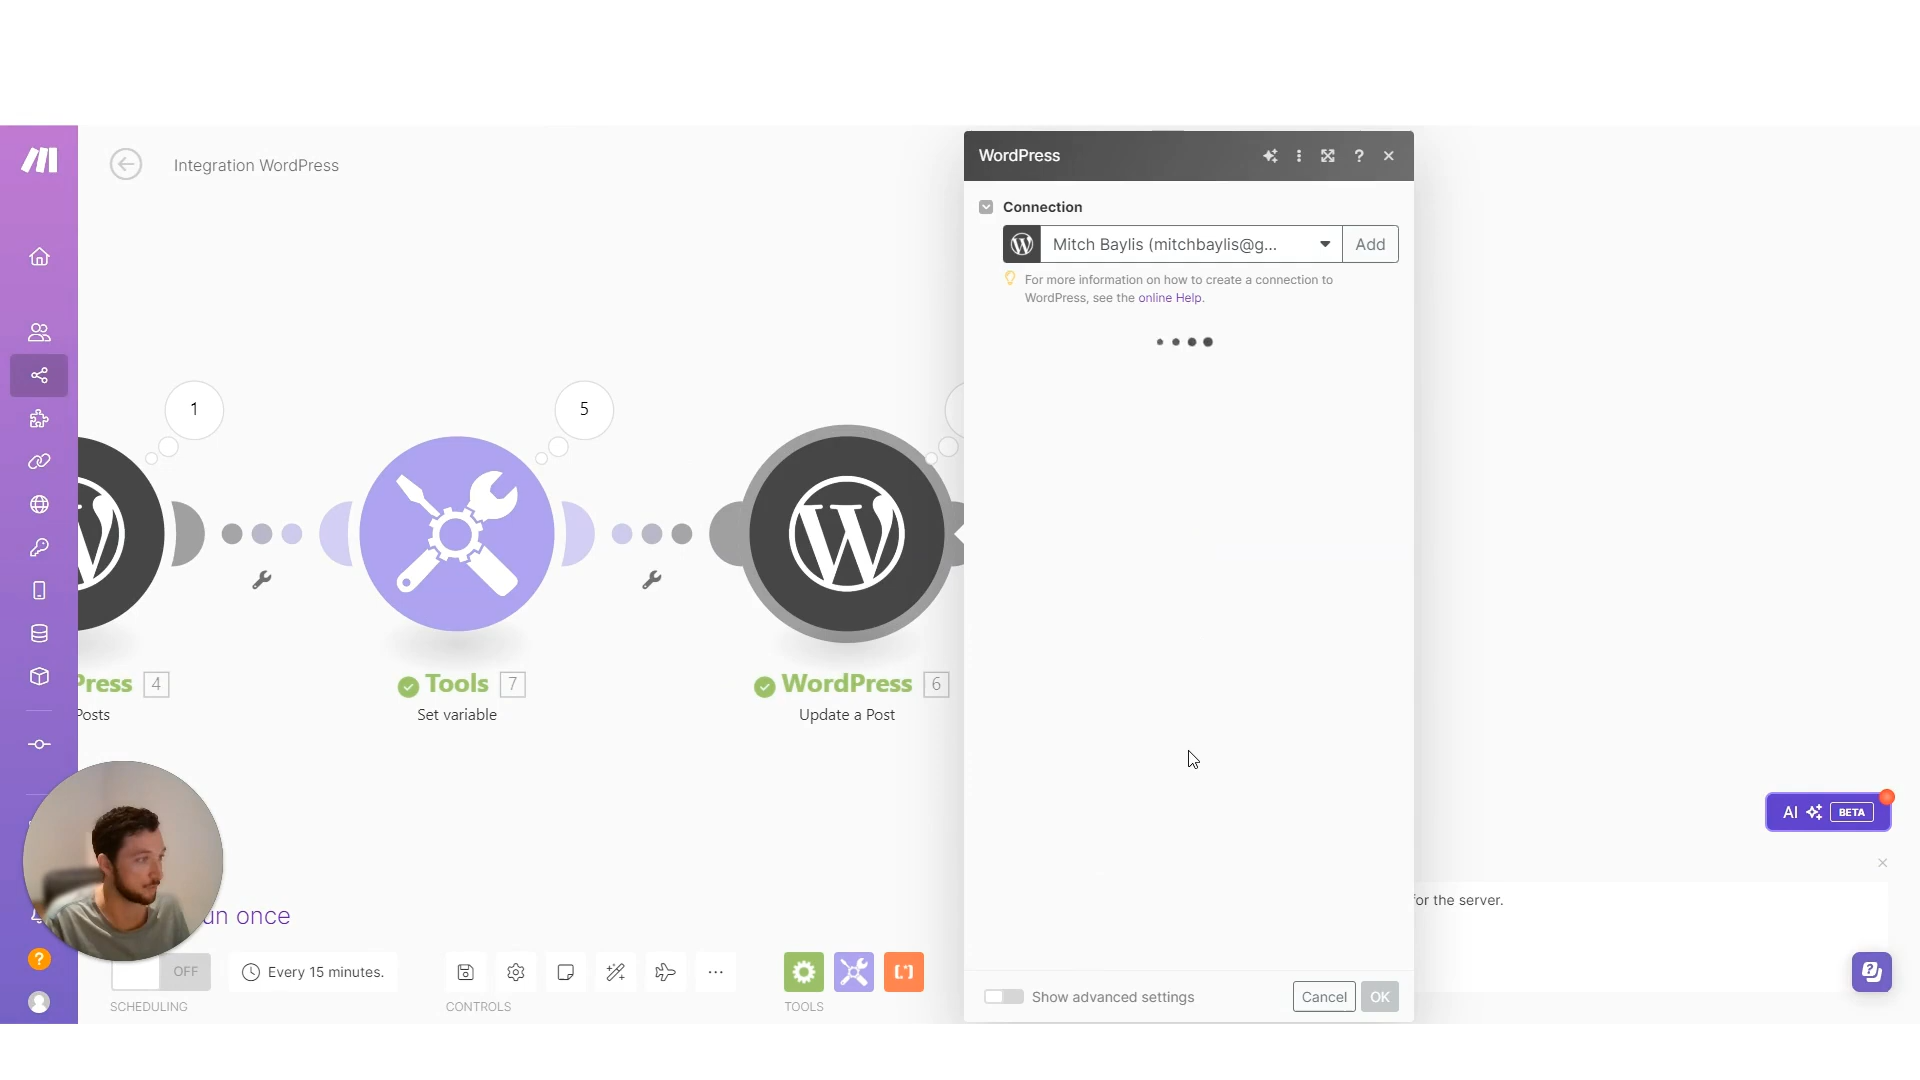 Integration WordPress
WordPress
?
Connection
Mitch Baylis (mitchbaylis@g...
Add
For more information on how to create a connection to
WordPress, see the online Help.
1
5
Press 4
Posts
Tools 7
Set variable
WordPress 6
Update a Post
AI BETA
for the server.
un once
OFF
Every 15 minutes.
SCHEDULING
CONTROLS
TOOLS
Show advanced settings
Cancel
OK
?